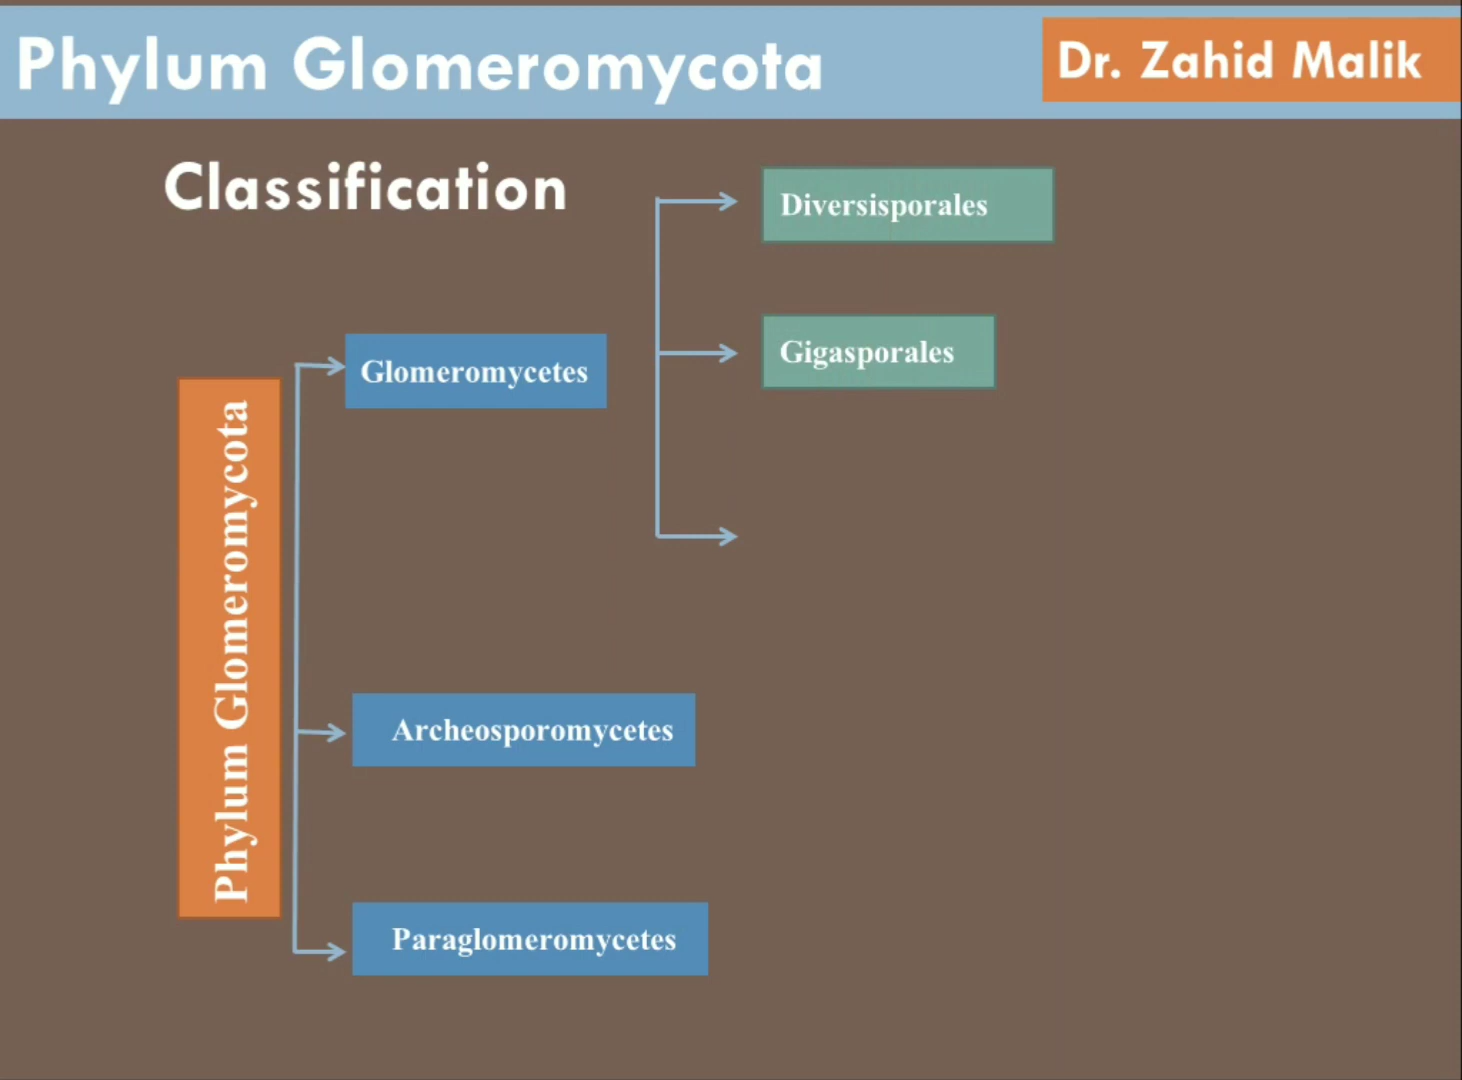 Phylum Glomeromycota
Dr. Zahid Malik
Classification
Diversisporales
Gigasporales
Glomeromycetes
Phylum Glomeromycota
Archeosporomycetes
Paraglomeromycetes